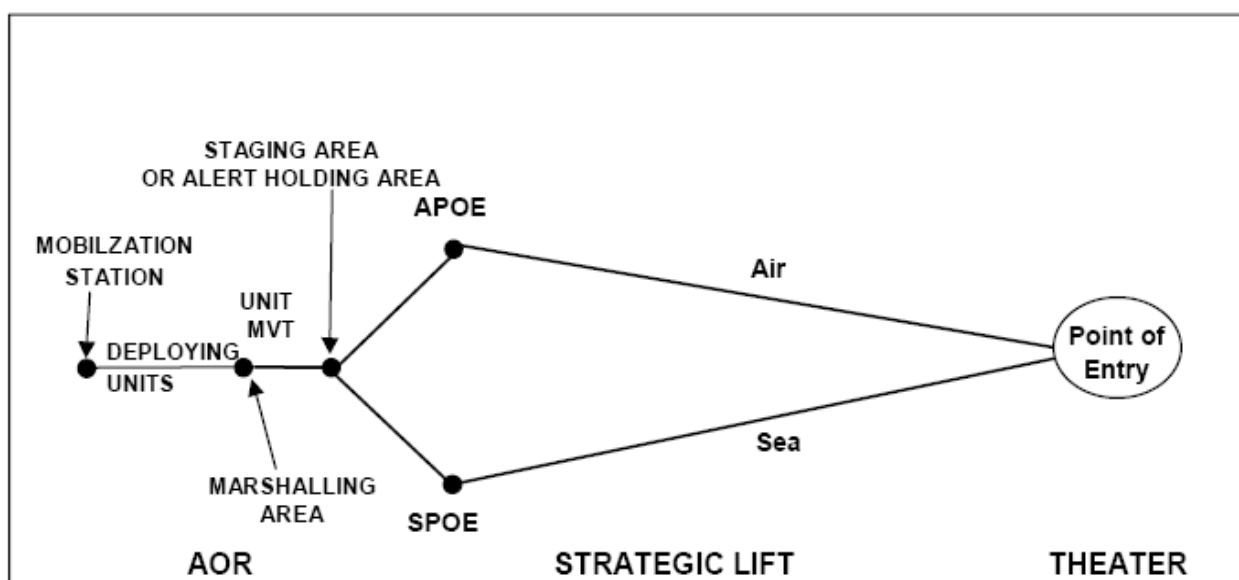 STAGING AREA
OR ALERT HOLDING AREA
APOE
MOBILZATION
STATION
Air
UNIT
MVT
DEPLOYING
UNITS
Point of
Entry
Sea
MARSHALLING
AREA
SPOE
AOR
STRATEGIC LIFT
THEATER